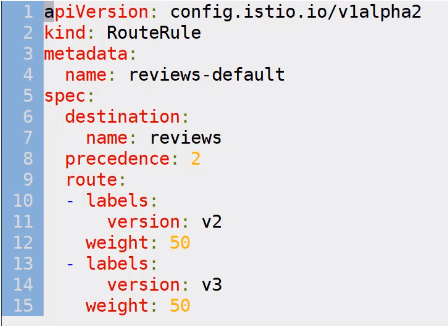 1 apiVersion: config.istio.io/v1alpha2
2 kind: RouteRule
3 metadata:
4   name: reviews-default
5 spec:
6   destination:
7     name: reviews
8   precedence: 2
9   route:
10   - labels:
11       version: v2
12     weight: 50
13   - labels:
14       version: v3
15     weight: 50